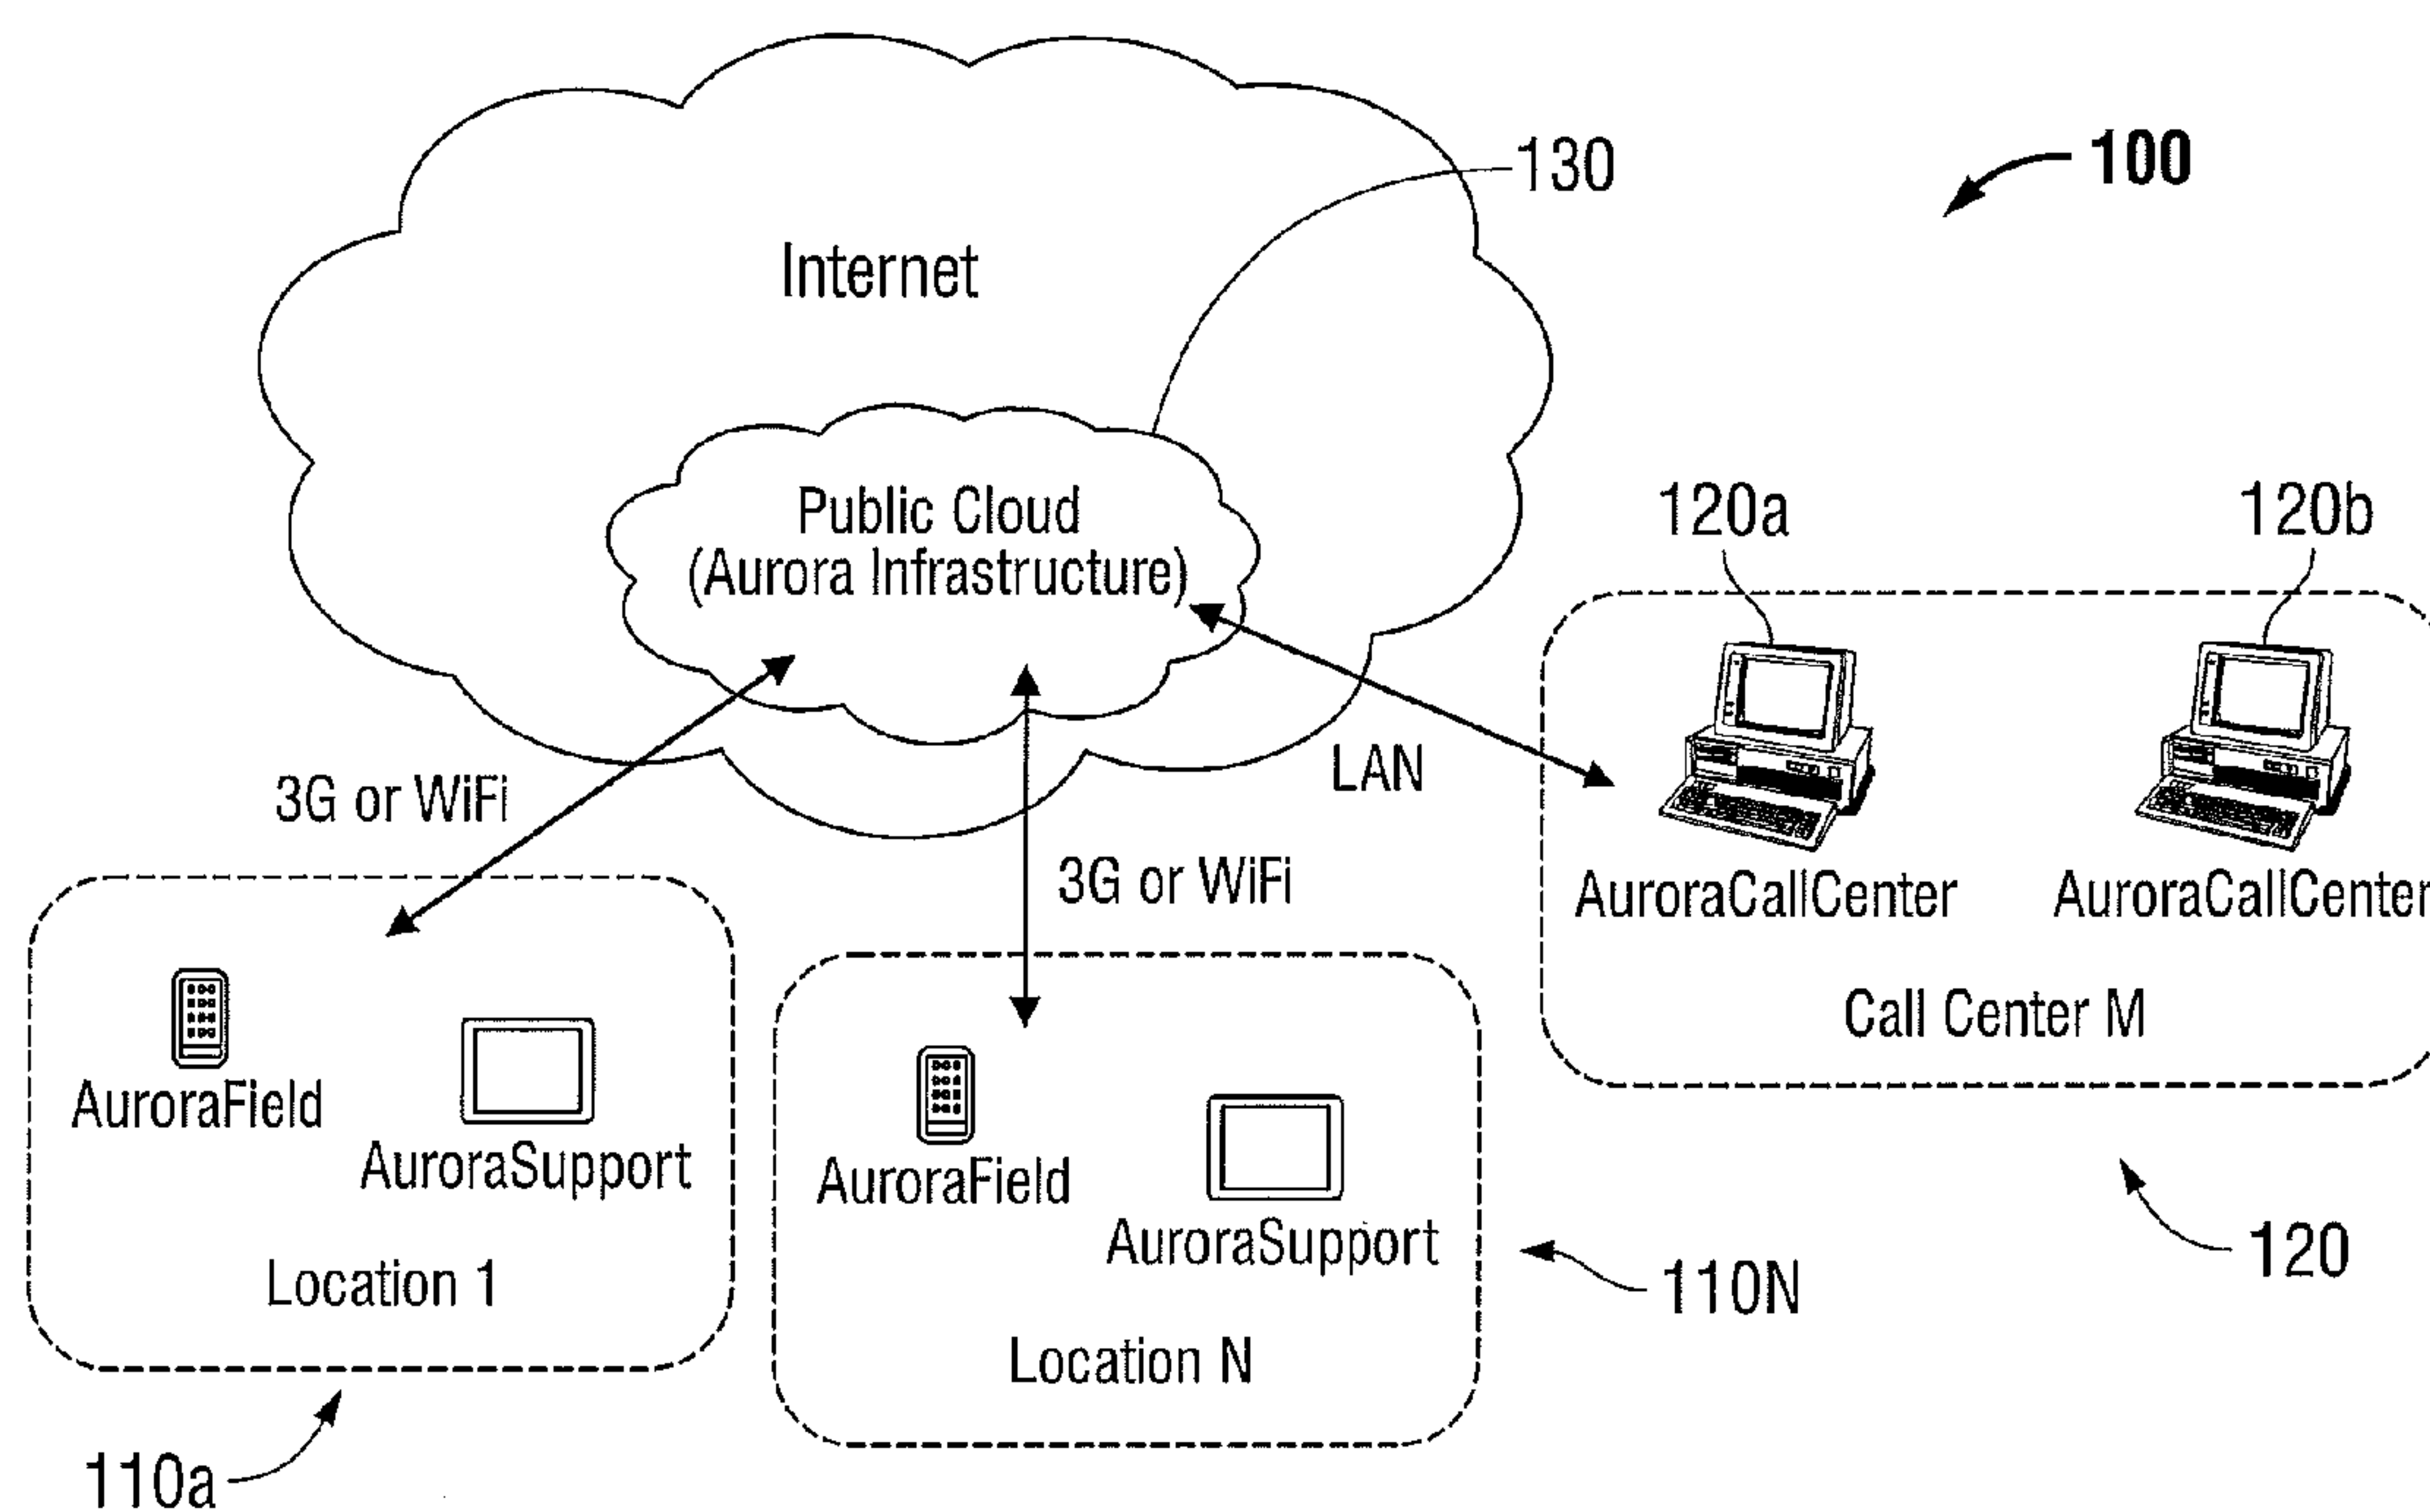 130
100
Internet
Public Cloud
(Aurora Infrastructure)
120a
120b
3G or WiFi
LAN
3G or WiFi
AuroraCallCenter
AuroraCallCenter
Call Center M
AuroraField
AuroraSupport
Location 1
AuroraField
AuroraSupport
Location N
120
110N
110a